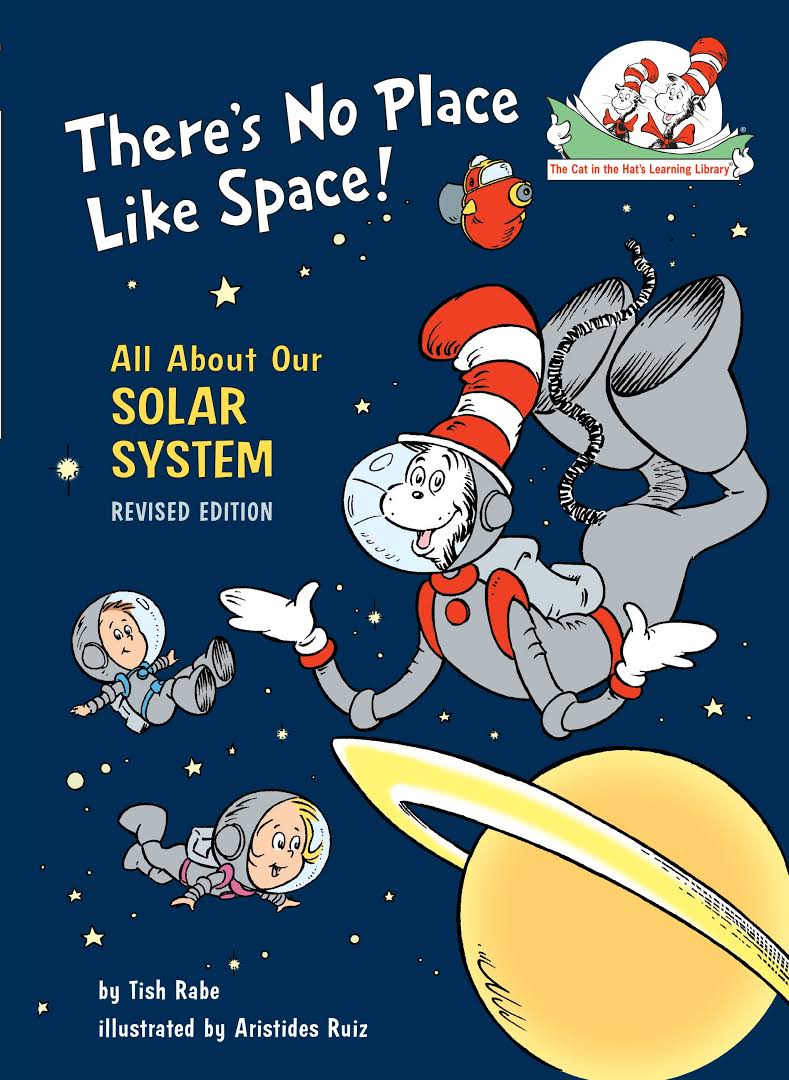 There's No Place
Like Space!
The Cat in the Hat's Learning Library®
All About Our
SOLAR
SYSTEM
REVISED EDITION
by Tish Rabe
illustrated by Aristides Ruiz